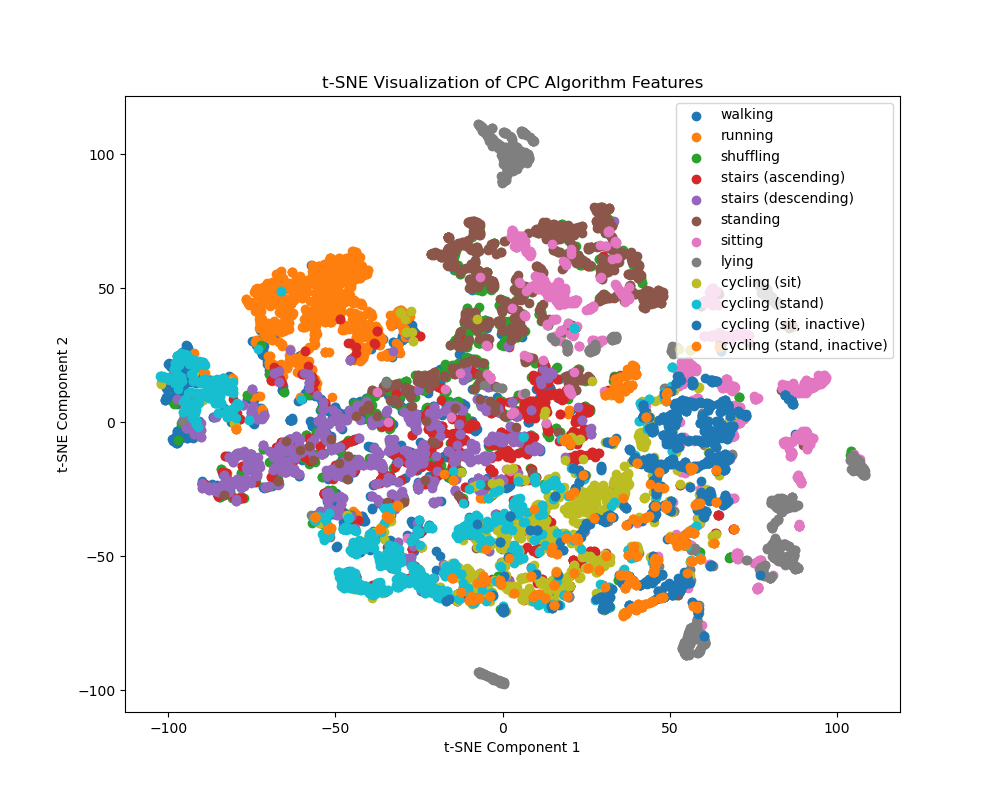 t-SNE Visualization of CPC Algorithm Features
walking
running
shuffling
stairs (ascending)
stairs (descending)
standing
sitting
lying
cycling (sit)
cycling (stand)
cycling (sit, inactive)
cycling (stand, inactive)
t-SNE Component 2
100
50
0
−50
−100
−100
−50
0
50
100
t-SNE Component 1